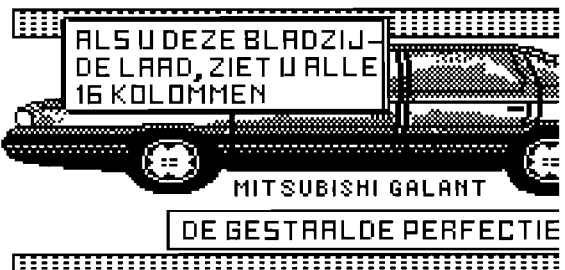 ALS U DEZE BLADZIJ-
DE LAAD, ZIET U ALLE
16 KOLOMMEN
MITSUBISHI GALANT
DE GESTAALDE PERFECTIE